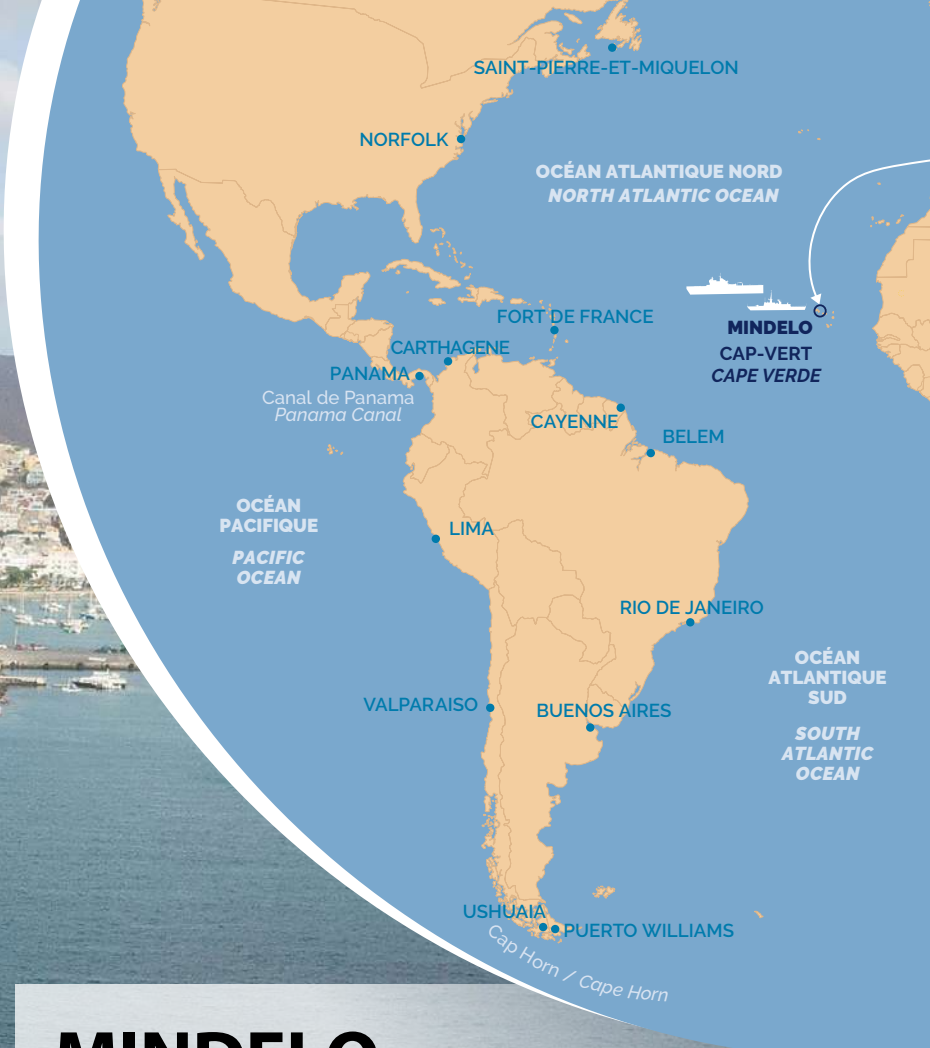 SAINT-PIERRE-ET-MIQUELON
NORFOLK
OCÉAN ATLANTIQUE NORD
NORTH ATLANTIC OCEAN
FORT DE FRANCE
MINDELO
CAP-VERT
CAPE VERDE
CARTHAGENE
PANAMA
Canal de Panama
Panama Canal
CAYENNE
BELEM
OCÉAN
PACIFIQUE
PACIFIC
OCEAN
LIMA
RIO DE JANEIRO
OCÉAN
ATLANTIQUE
SUD
SOUTH
ATLANTIC
OCEAN
VALPARAISO
BUENOS AIRES
USHUAIA
PUERTO WILLIAMS
Cap Horn / Cape Horn
MINDELO